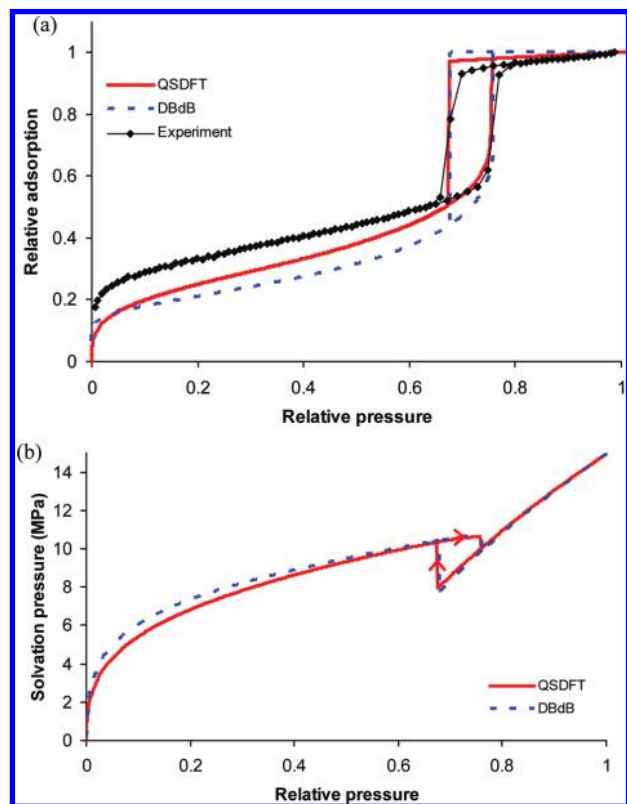 (a)
1.0
0.8
0.6
0.4
0.2
0
QSDFT
DBdB
Experiment
Relative adsorption
0
0.2
0.4
0.6
0.8
1
Relative pressure
(b)
14
12
10
8
6
4
2
0
Solvation pressure (MPa)
QSDFT
DBdB
0
0.2
0.4
0.6
0.8
1
Relative pressure